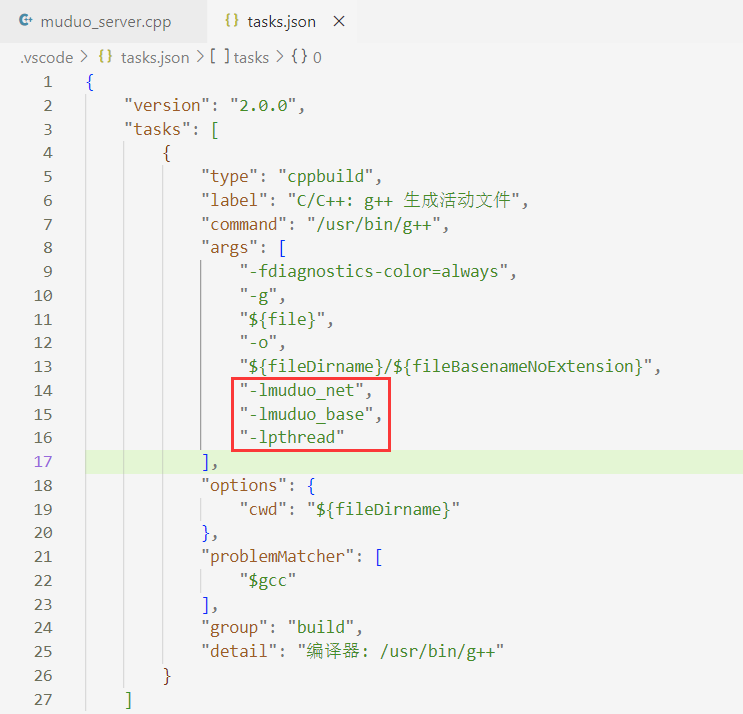 muduo_server.cpp {} tasks.json ×
.vscode > {} tasks.json > [ ] tasks > {} 0
1 {
2 "version": "2.0.0",
3 "tasks": [
4 {
5 "type": "cppbuild",
6 "label": "C/C++: g++ 生成活动文件",
7 "command": "/usr/bin/g++",
8 "args": [
9 "-fdiagnostics-color=always",
10 "-g",
11 "${file}",
12 "-o",
13 "${fileDirname}/${fileBasenameNoExtension}",
14 "-lmuduo_net",
15 "-lmuduo_base",
16 "-lpthread"
17 ],
18 "options": {
19 "cwd": "${fileDirname}"
20 },
21 "problemMatcher": [
22 "$gcc"
23 ],
24 "group": "build",
25 "detail": "编译器: /usr/bin/g++"
26 }
27 ]